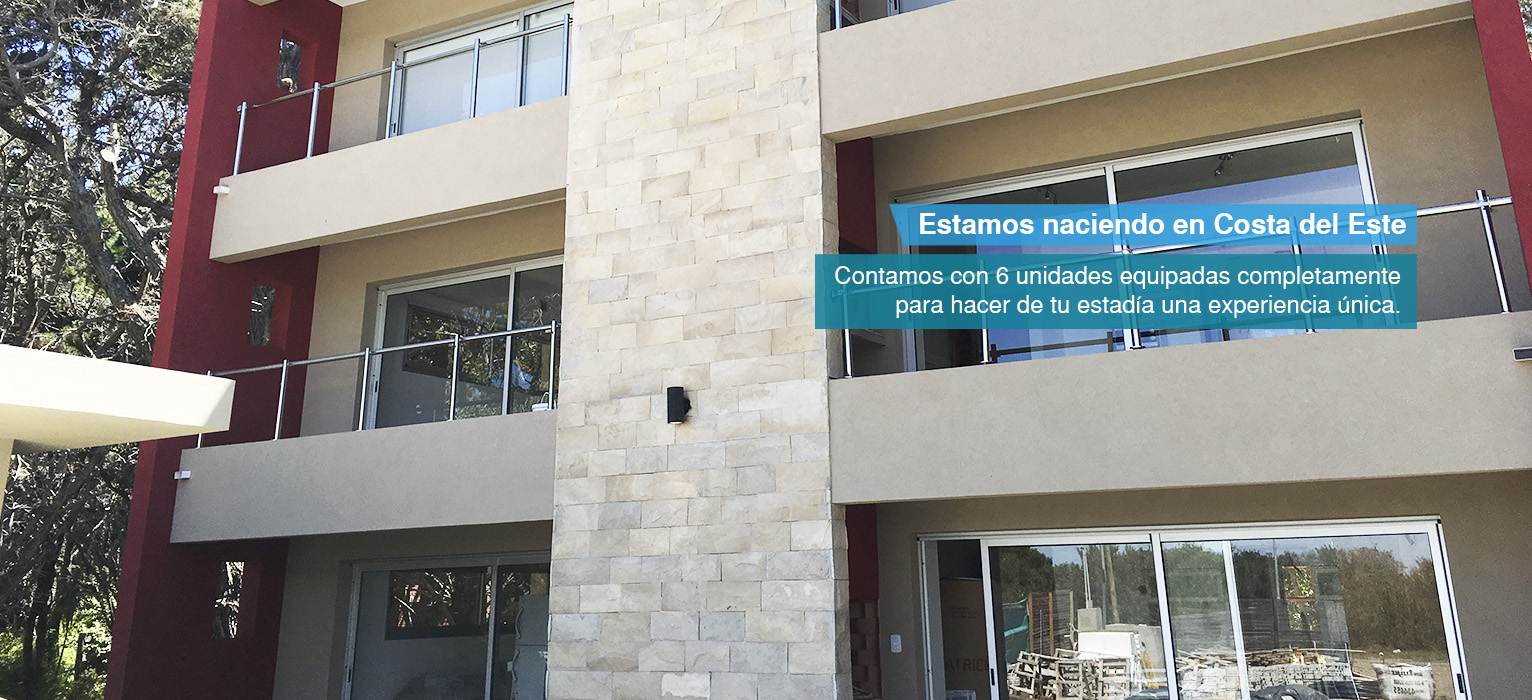 Estamos naciendo en Costa del Este
Contamos con 6 unidades equipadas completamente
para hacer de tu estadía una experiencia única.